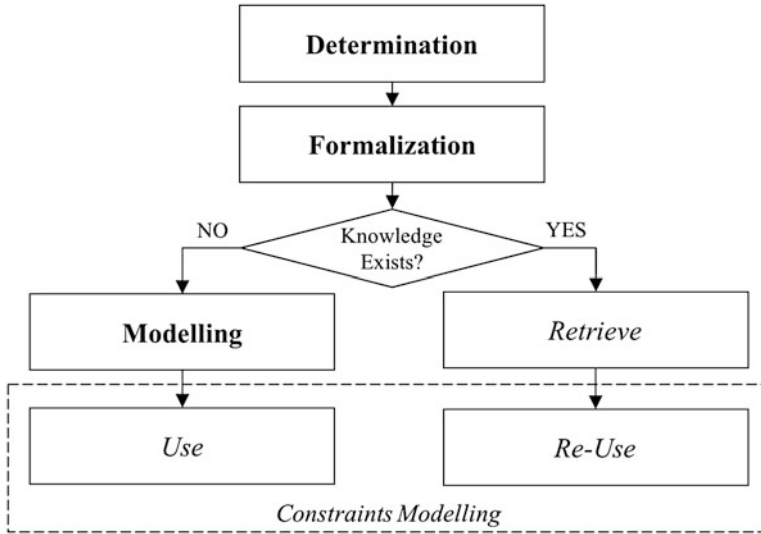 Determination
Formalization
NO
Knowledge
Exists?
YES
Modelling
Retrieve
Use
Re-Use
Constraints Modelling